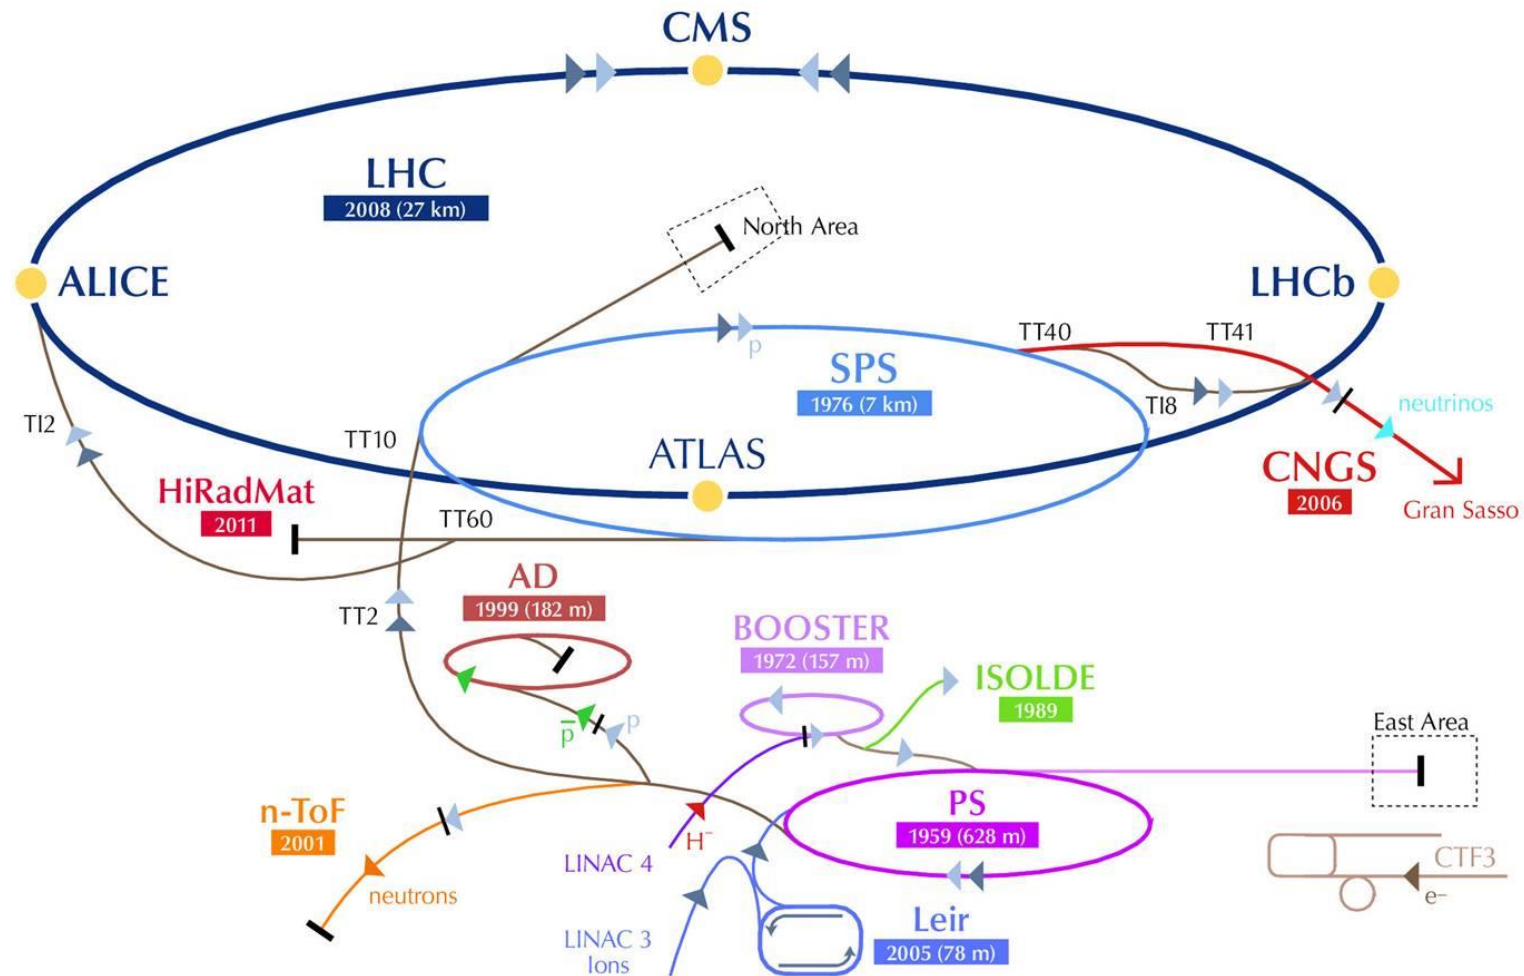 CMS
LHC
2008 (27 km)
North Area
ALICE
LHCb
TT40
TT41
p
SPS
1976 (7 km)
TI8
neutrinos
TI2
TT10
ATLAS
CNGS
2006
Gran Sasso
HiRadMat
2011
TT60
AD
1999 (182 m)
TT2
BOOSTER
1972 (157 m)
ISOLDE
1989
p̅
p
East Area
n-ToF
2001
PS
1959 (628 m)
H⁻
LINAC 4
neutrons
CTF3
e–
Leir
2005 (78 m)
LINAC 3
Ions